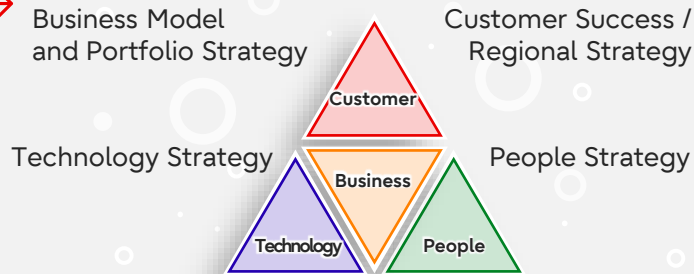 Business Model
and Portfolio Strategy
Customer Success /
Regional Strategy
Customer
Technology Strategy
People Strategy
Business
Technology
People